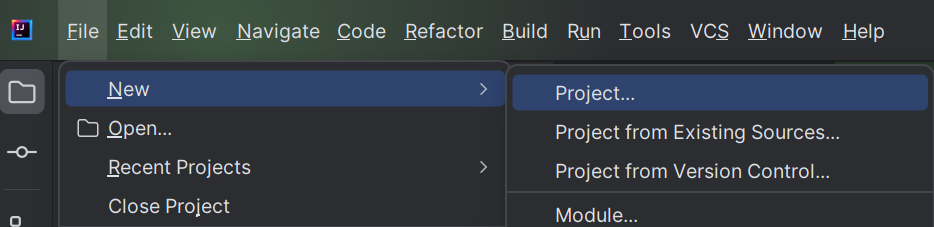 IJ
File Edit View Navigate Code Refactor Build Run Tools VCS Window Help
New
Open...
Recent Projects
Close Project
Project...
Project from Existing Sources...
Project from Version Control...
Module...